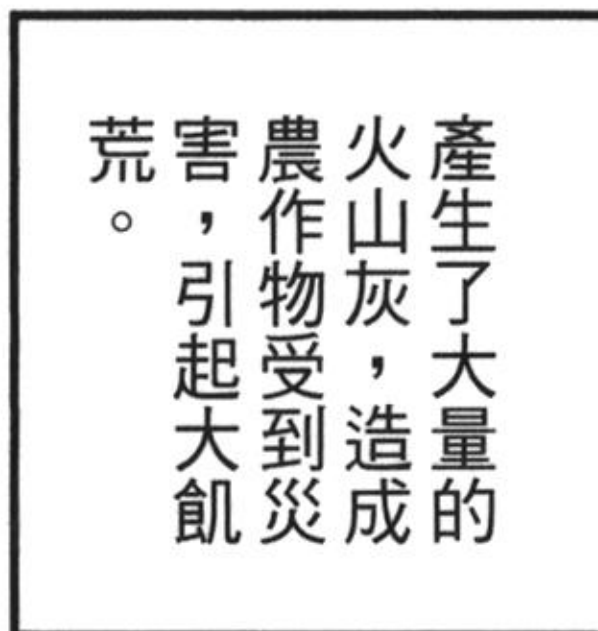 產生了大量的
火山灰，造成
農作物受到災
害，引起大飢
荒。